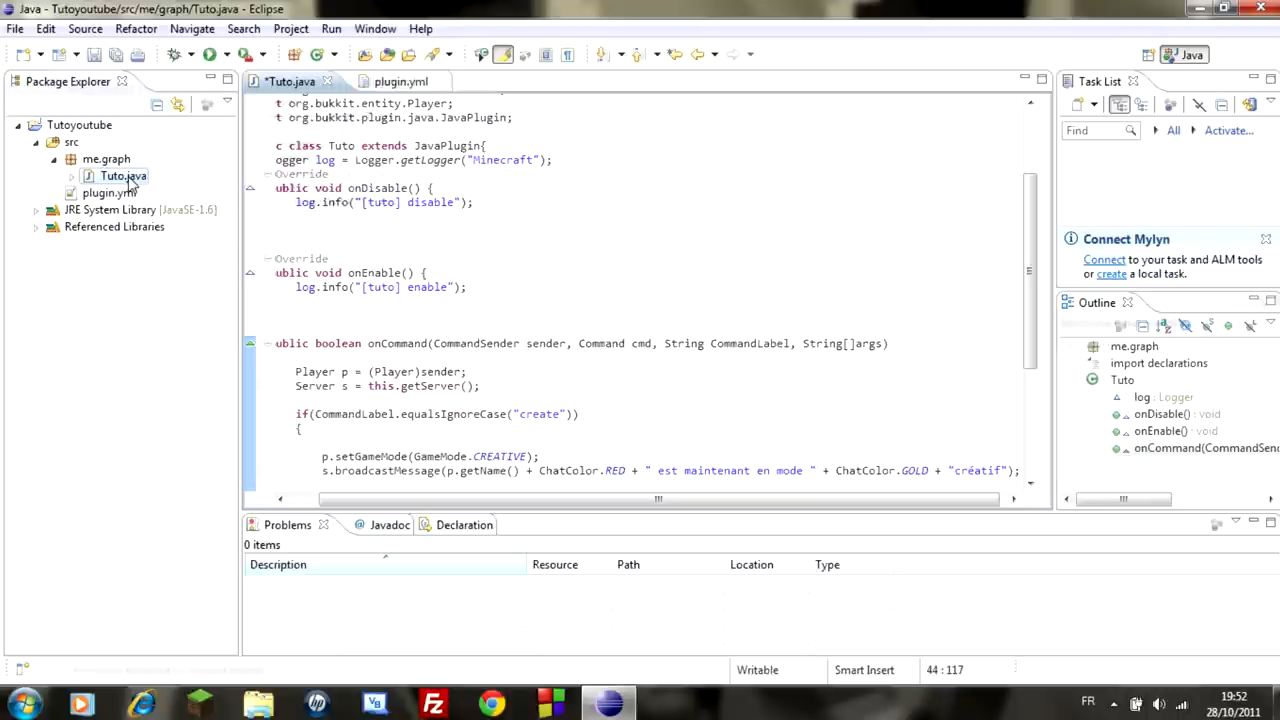 Java - Tutoyoutube/src/me/graph/Tuto.java - Eclipse
File Edit Source Refactor Navigate Search Project Run Window Help
Java
Package Explorer
*Tuto.java
plugin.yml
Task List
Tutoyoutube
src
me.graph
Tuto.java
plugin.yml
JRE System Library [JavaSE-1.6]
Referenced Libraries
t org.bukkit.entity.Player;
t org.bukkit.plugin.java.JavaPlugin;
c class Tuto extends JavaPlugin{
ogger log = Logger.getLogger("Minecraft");
Override
ublic void onDisable() {
log.info("[tuto] disable");
Override
ublic void onEnable() {
log.info("[tuto] enable");
ublic boolean onCommand(CommandSender sender, Command cmd, String CommandLabel, String[]args)
Player p = (Player)sender;
Server s = this.getServer();
if(CommandLabel.equalsIgnoreCase("create"))
{
p.setGameMode(GameMode.CREATIVE);
s.broadcastMessage(p.getName() + ChatColor.RED + " est maintenant en mode " + ChatColor.GOLD + "créatif");
Find All Activate...
Connect Mylyn
Connect to your task and ALM tools
or create a local task.
Outline
me.graph
import declarations
Tuto
log : Logger
onDisable() : void
onEnable() : void
onCommand(CommandSend
Problems
@ Javadoc
Declaration
0 items
Description Resource Path Location Type
Writable Smart Insert 44 : 117
FR
19:52
28/10/2011